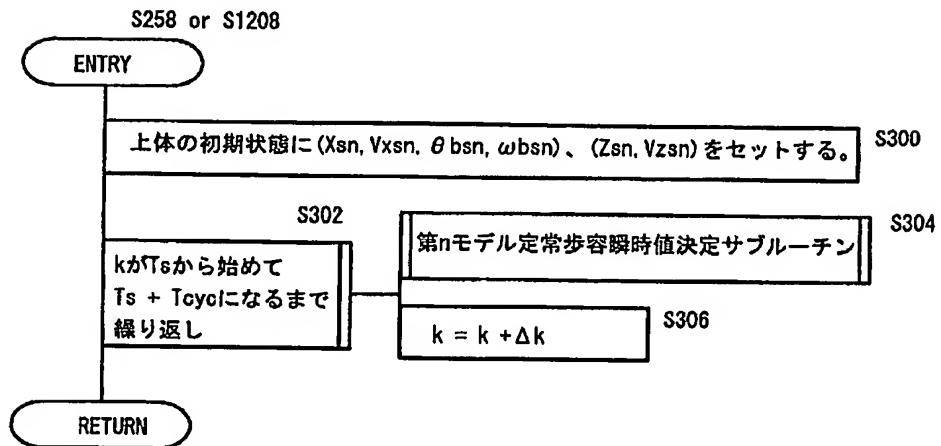 S258 or S1208
ENTRY
上体の初期状態に(Xsn, Vxsn, θbsn, ωbsn)、(Zsn, Vzsn)をセットする。
S300
S302
kがTsから始めて
Ts + Tcycになるまで
繰り返し
第nモデル定常歩容瞬時値決定サブルーチン
S304
k = k +Δk
S306
RETURN